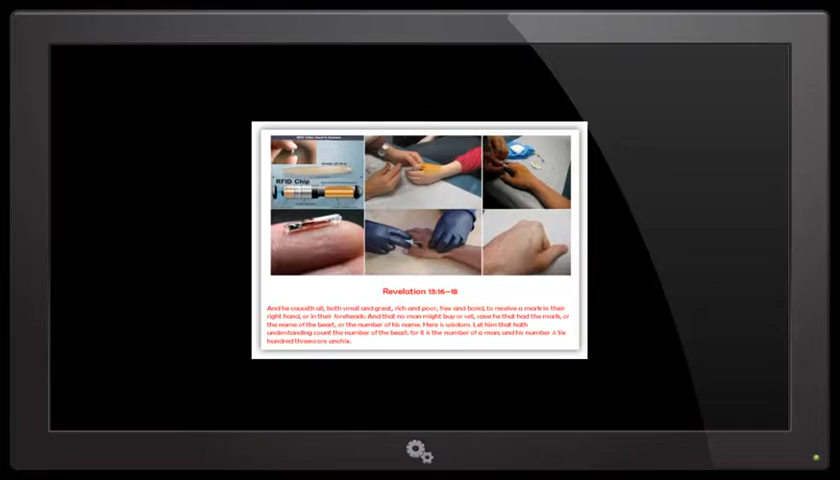 RFID Chip
Revelation 13:16-18
And he causeth all, both small and great, rich and poor, free and bond, to receive a mark in their
right hand, or in their foreheads: And that no man might buy or sell, save he that had the mark, or
the name of the beast, or the number of his name. Here is wisdom. Let him that hath
understanding count the number of the beast: for it is the number of a man; and his number is Six
hundred threescore and six.